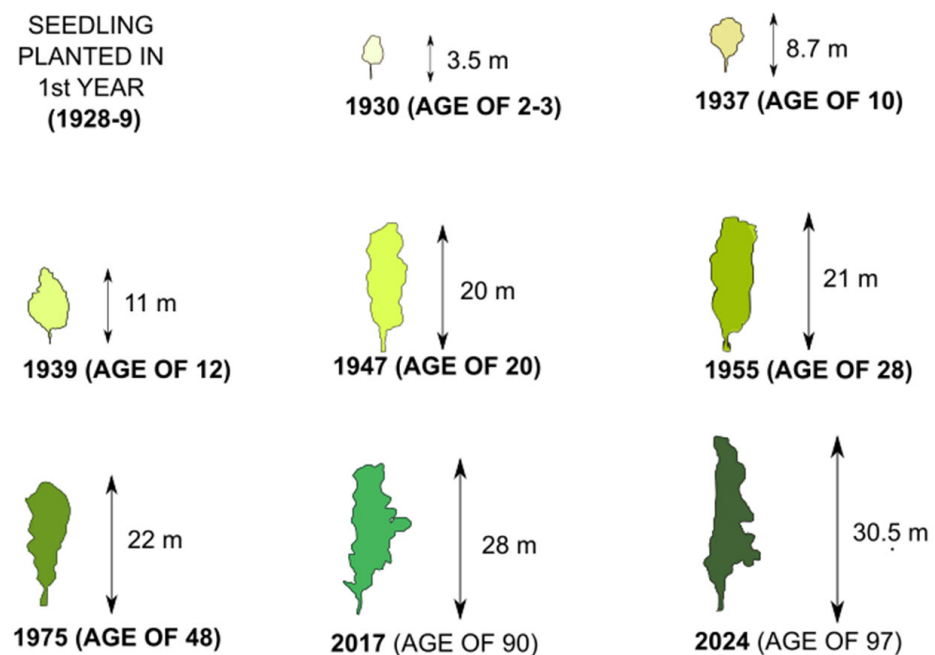 SEEDLING
PLANTED IN
1st YEAR
(1928-9)
3.5 m
1930 (AGE OF 2-3)
8.7 m
1937 (AGE OF 10)
11 m
1939 (AGE OF 12)
20 m
1947 (AGE OF 20)
21 m
1955 (AGE OF 28)
22 m
1975 (AGE OF 48)
28 m
2017 (AGE OF 90)
30.5 m
2024 (AGE OF 97)